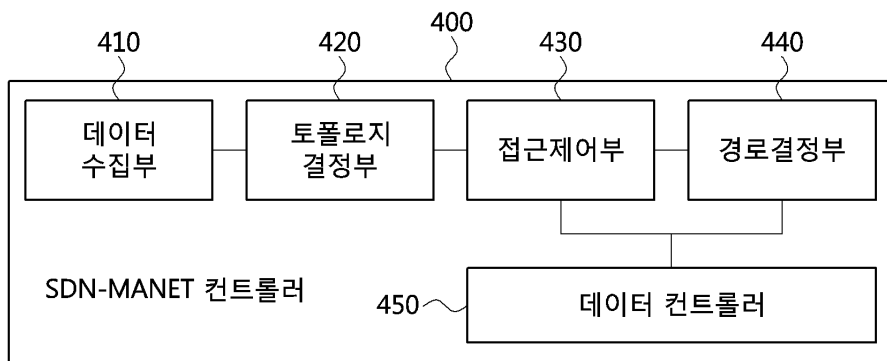 400
410
420
430
440
데이터
수집부
토폴로지
결정부
접근제어부
경로결정부
SDN-MANET 컨트롤러
450
데이터 컨트롤러